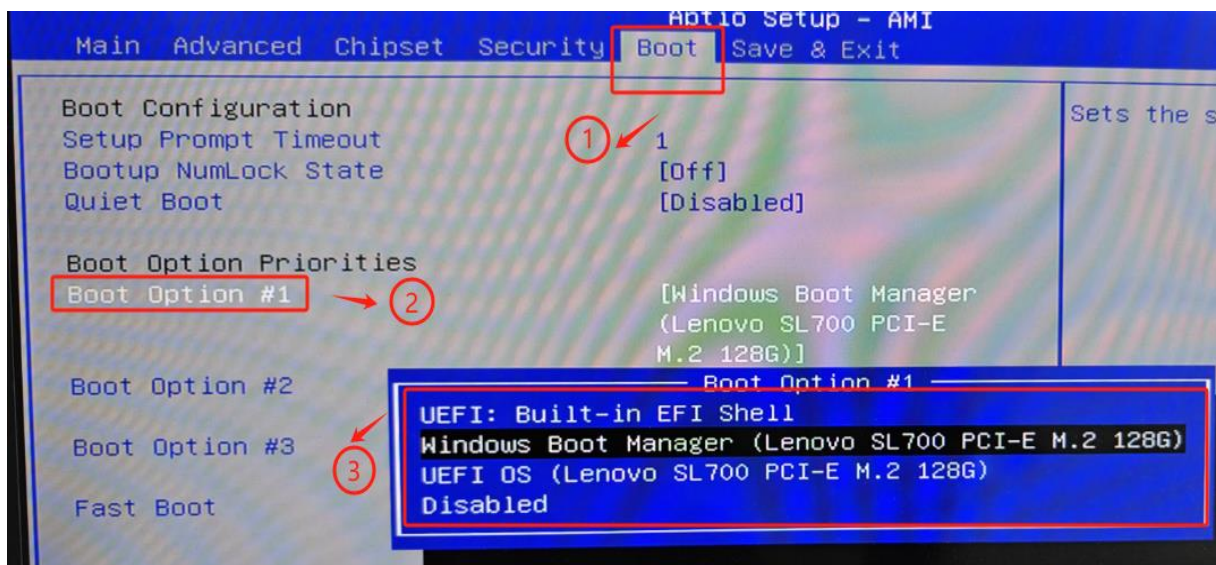 Aptio Setup - AMI
Main Advanced Chipset Security Boot Save & Exit
Boot Configuration
Setup Prompt Timeout 1
Bootup NumLock State [Off]
Quiet Boot [Disabled]
Boot Option Priorities
Boot Option #1 [Windows Boot Manager
(Lenovo SL700 PCI-E
M.2 128G)]
Boot Option #2
Boot Option #3
Fast Boot
Sets the s
Boot Option #1
UEFI: Built-in EFI Shell
Windows Boot Manager (Lenovo SL700 PCI-E M.2 128G)
UEFI OS (Lenovo SL700 PCI-E M.2 128G)
Disabled
1
2
3